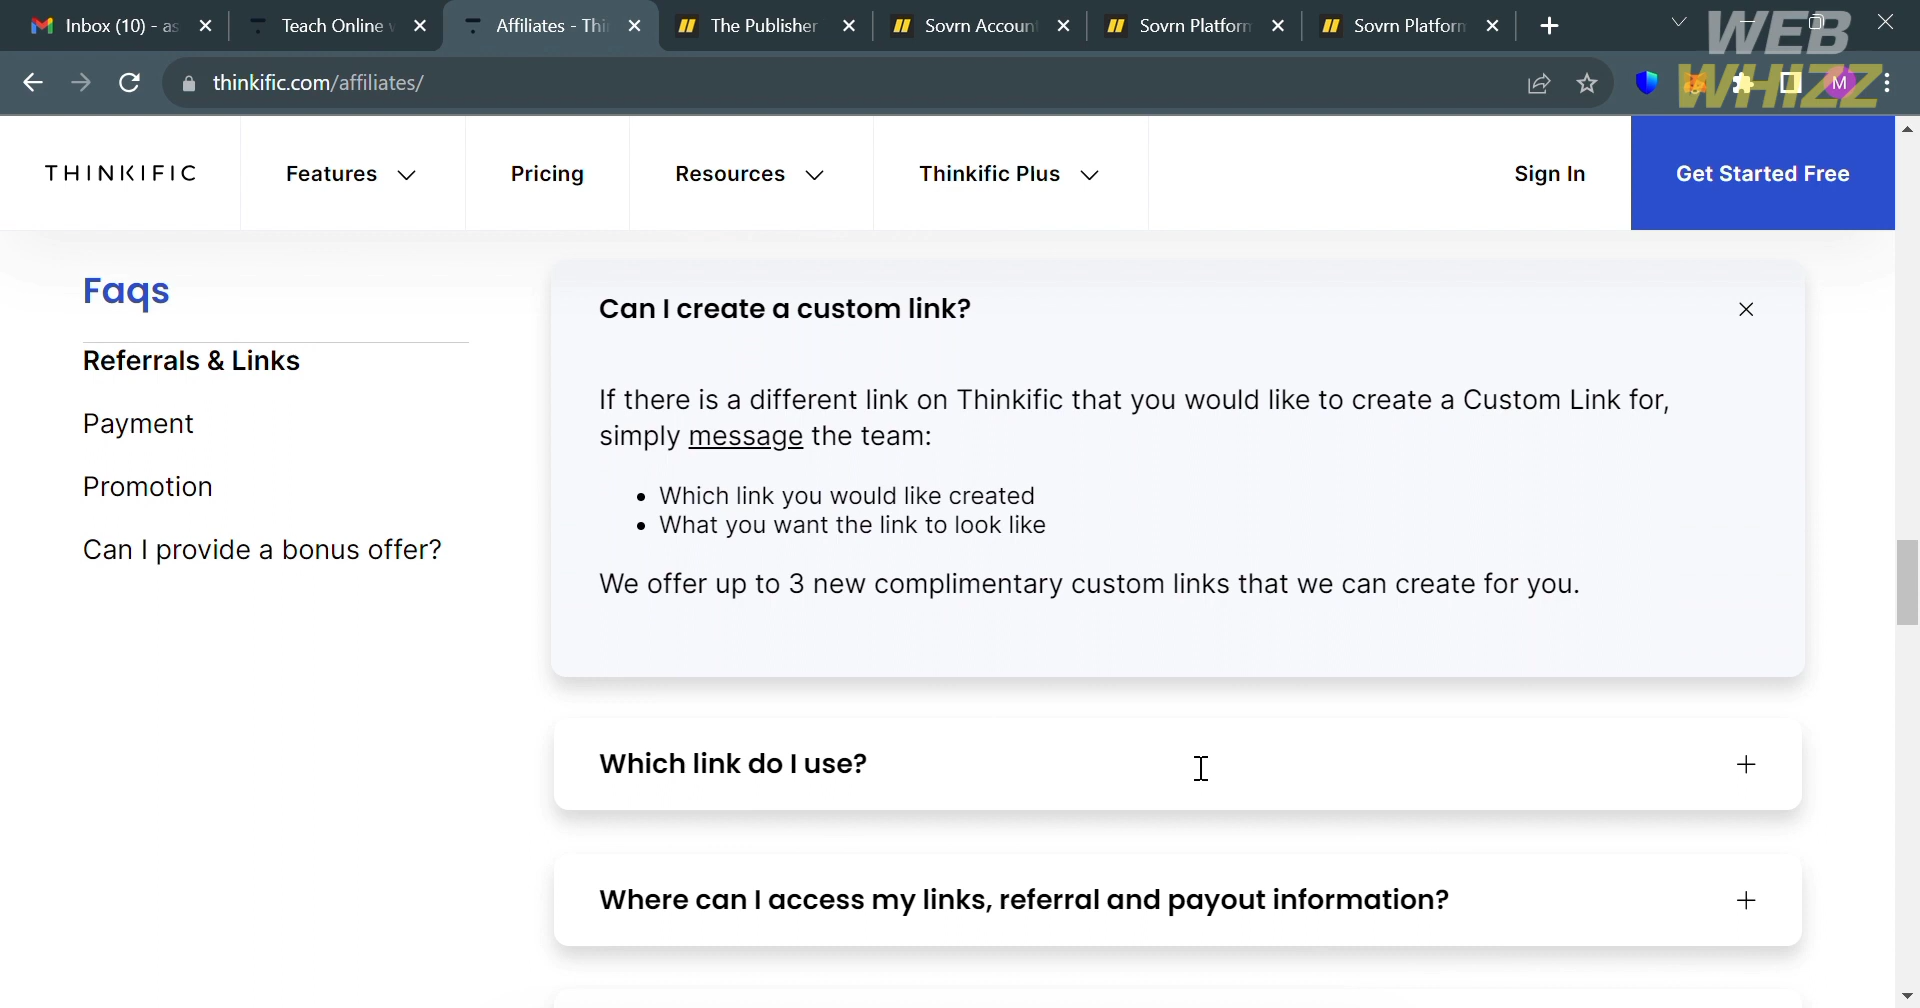 Inbox (10) - as
Teach Online
Affiliates - Thi
The Publisher
Sovrn Account
Sovrn Platform
Sovrn Platform
WEB
WHIZZ
thinkific.com/affiliates/
M
THINKIFIC
Features
Pricing
Resources
Thinkific Plus
Sign In
Get Started Free
Faqs
Referrals & Links
Payment
Promotion
Can I provide a bonus offer?
Can I create a custom link?
If there is a different link on Thinkific that you would like to create a Custom Link for,
simply message the team:
• Which link you would like created
• What you want the link to look like
We offer up to 3 new complimentary custom links that we can create for you.
Which link do I use?
Where can I access my links, referral and payout information?